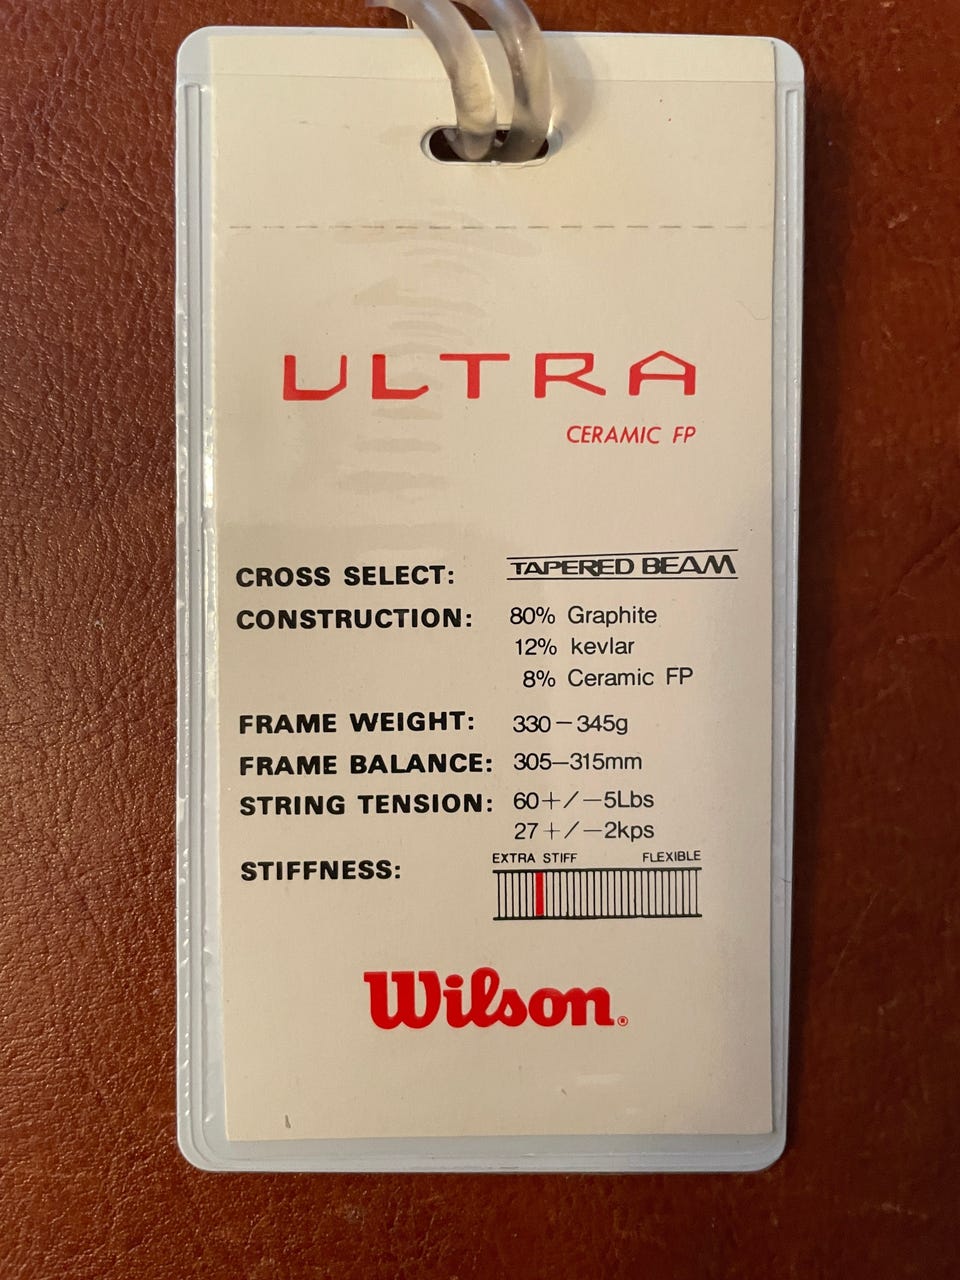 ULTRA
CERAMIC FP
CROSS SELECT: TAPERED BEAM
CONSTRUCTION: 80% Graphite
12% kevlar
8% Ceramic FP
FRAME WEIGHT: 330-345g
FRAME BALANCE: 305-315mm
STRING TENSION: 60+/-5Lbs
27+/-2kps
EXTRA STIFF FLEXIBLE
STIFFNESS:
Wilson®